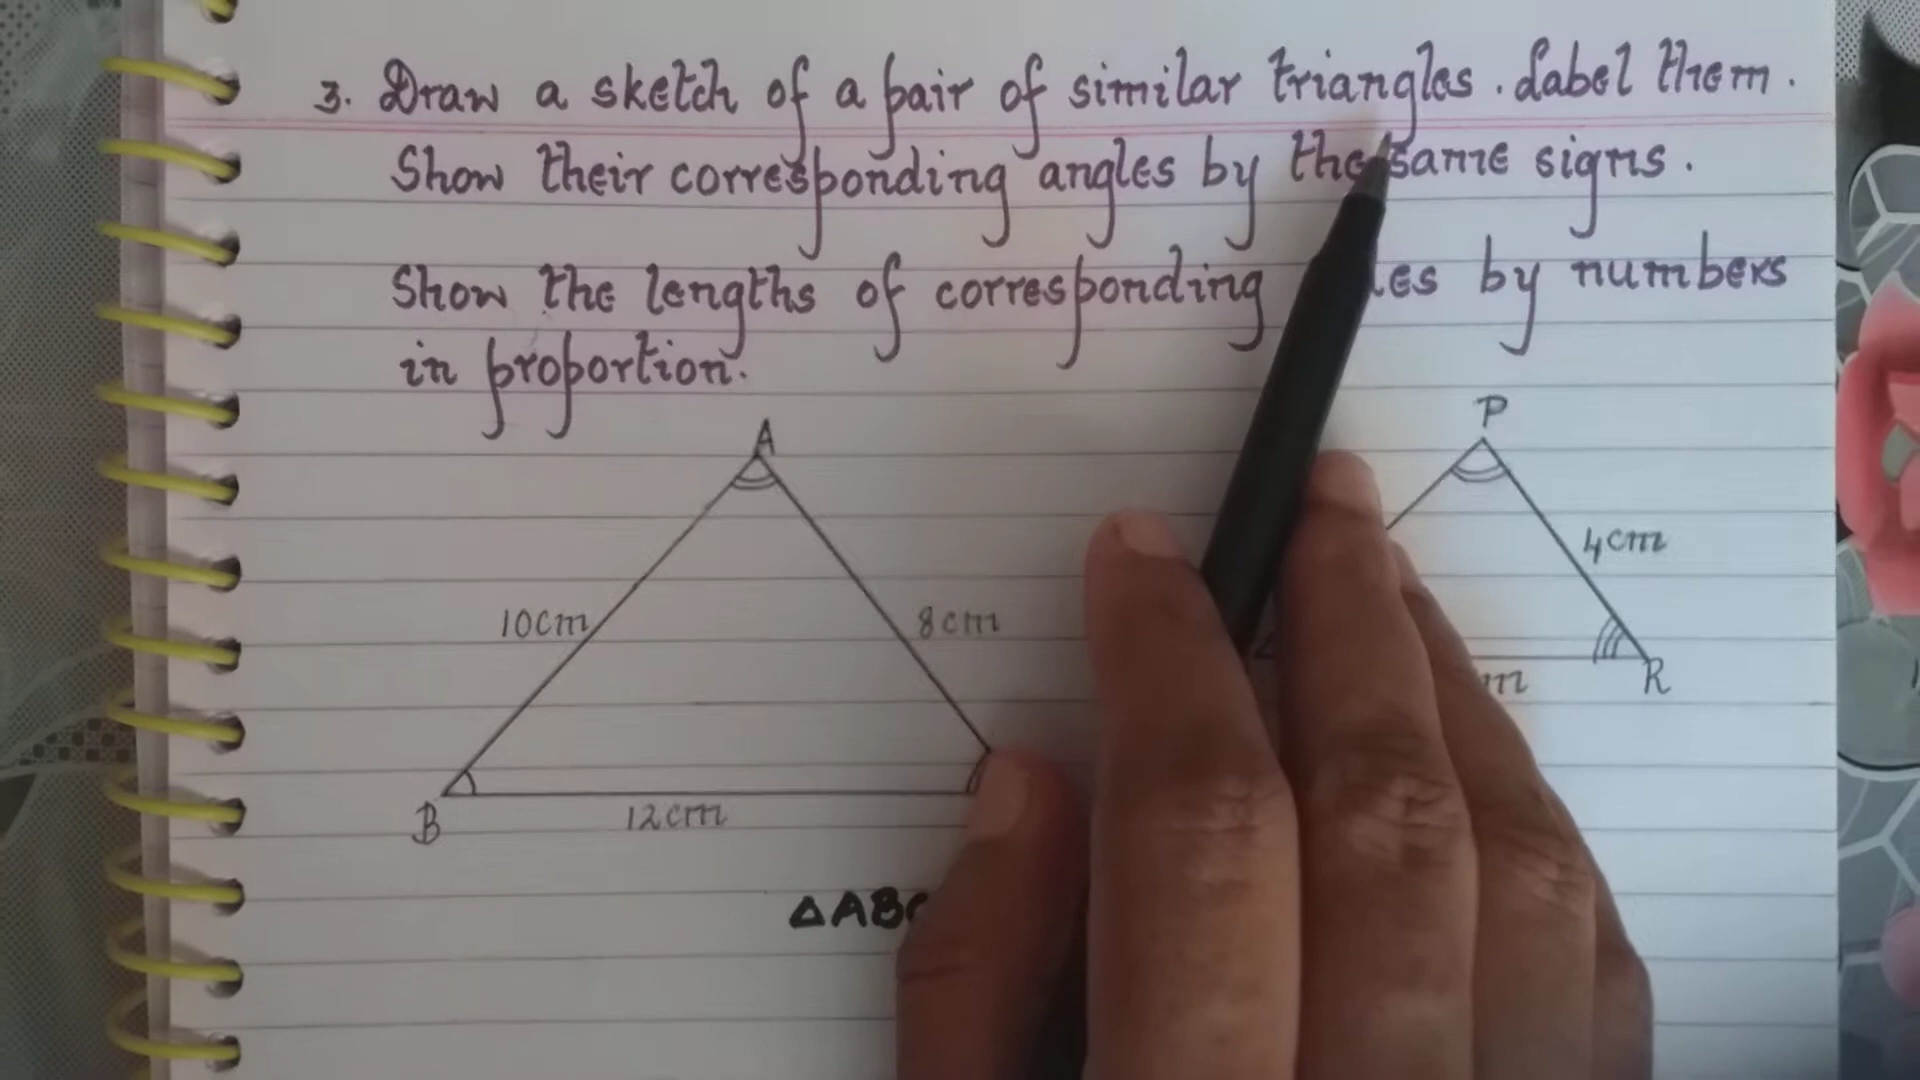 3. Draw a sketch of a pair of similar triangles. Label them.
Show their corresponding angles by the same signs.
Show the lengths of corresponding by numbers
in proportion.
A
P
4cm
10cm
8cm
R
B
12cm